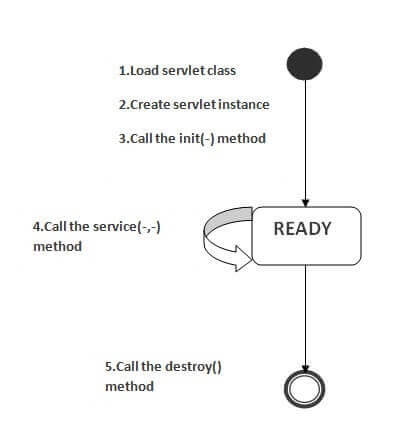 1.Load servlet class
2.Create servlet instance
3.Call the init(-) method
4.Call the service(-,-)
method
READY
5.Call the destroy()
method